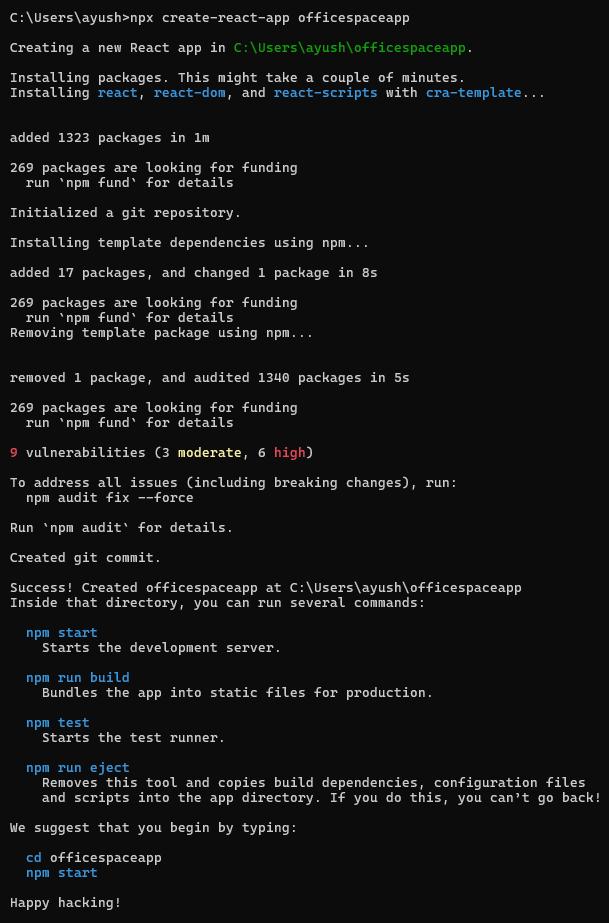 C:\Users\ayush>npx create-react-app officespaceapp
Creating a new React app in C:\Users\ayush\officespaceapp.
Installing packages. This might take a couple of minutes.
Installing react, react-dom, and react-scripts with cra-template...
added 1323 packages in 1m
269 packages are looking for funding
  run `npm fund` for details
Initialized a git repository.
Installing template dependencies using npm...
added 17 packages, and changed 1 package in 8s
269 packages are looking for funding
  run `npm fund` for details
Removing template package using npm...
removed 1 package, and audited 1340 packages in 5s
269 packages are looking for funding
  run `npm fund` for details
9 vulnerabilities (3 moderate, 6 high)
To address all issues (including breaking changes), run:
  npm audit fix --force
Run `npm audit` for details.
Created git commit.
Success! Created officespaceapp at C:\Users\ayush\officespaceapp
Inside that directory, you can run several commands:
  npm start
    Starts the development server.
  npm run build
    Bundles the app into static files for production.
  npm test
    Starts the test runner.
  npm run eject
    Removes this tool and copies build dependencies, configuration files
    and scripts into the app directory. If you do this, you can't go back!
We suggest that you begin by typing:
  cd officespaceapp
  npm start
Happy hacking!